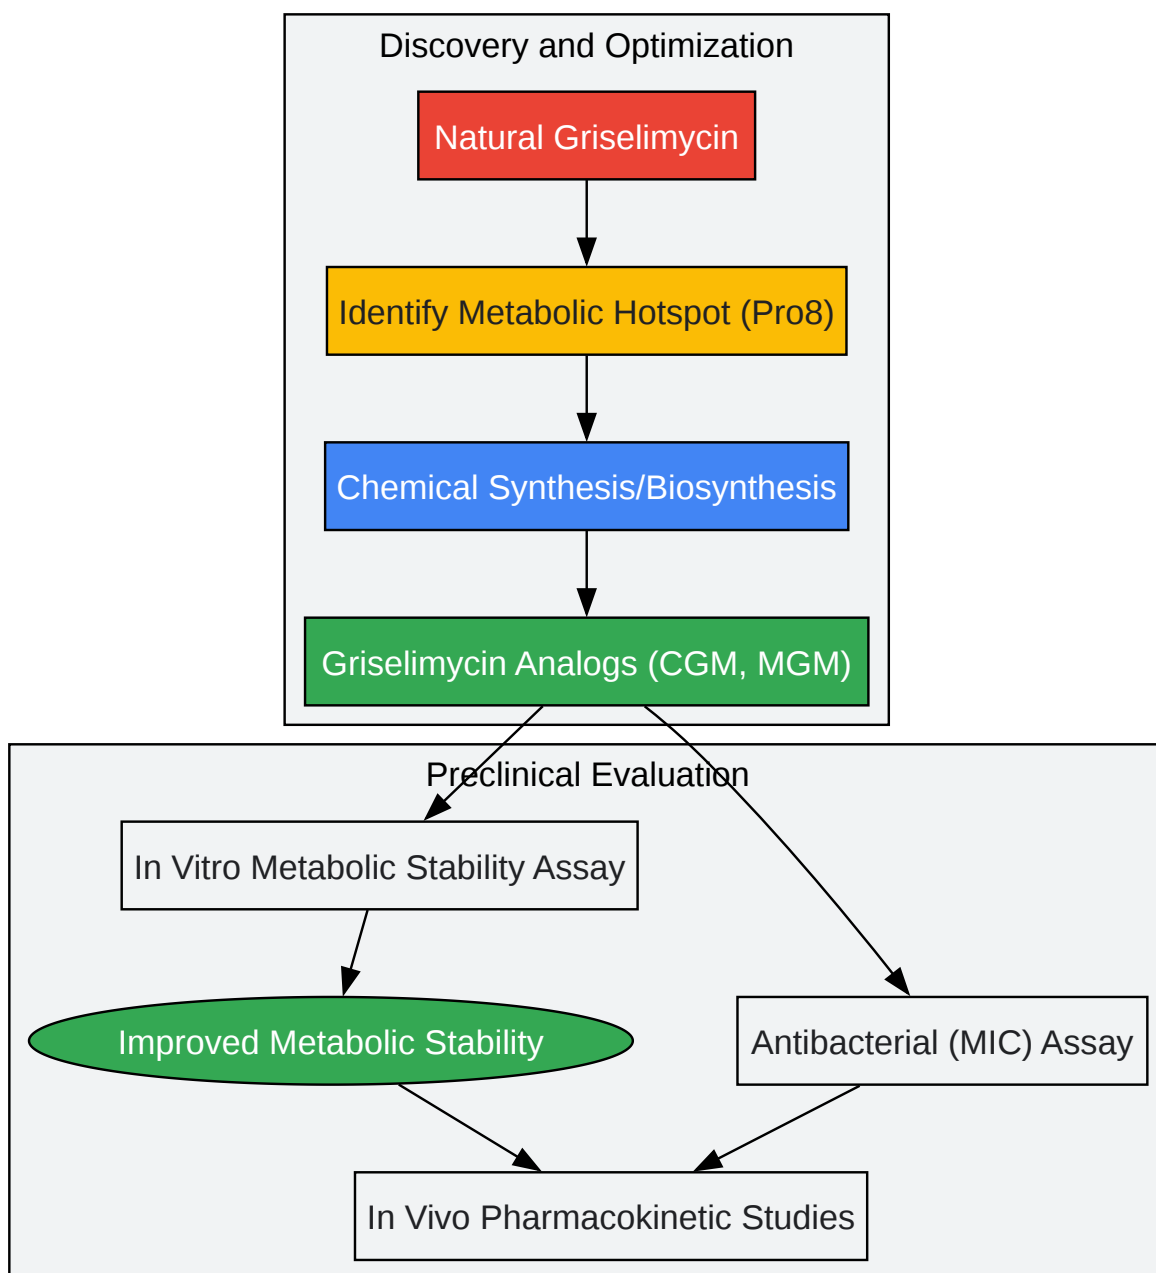 Discovery and Optimization
Natural Griselimycin
Identify Metabolic Hotspot (Pro8)
Chemical Synthesis/Biosynthesis
Griselimycin Analogs (CGM, MGM)
Preclinical Evaluation
In Vitro Metabolic Stability Assay
Improved Metabolic Stability
Antibacterial (MIC) Assay
In Vivo Pharmacokinetic Studies